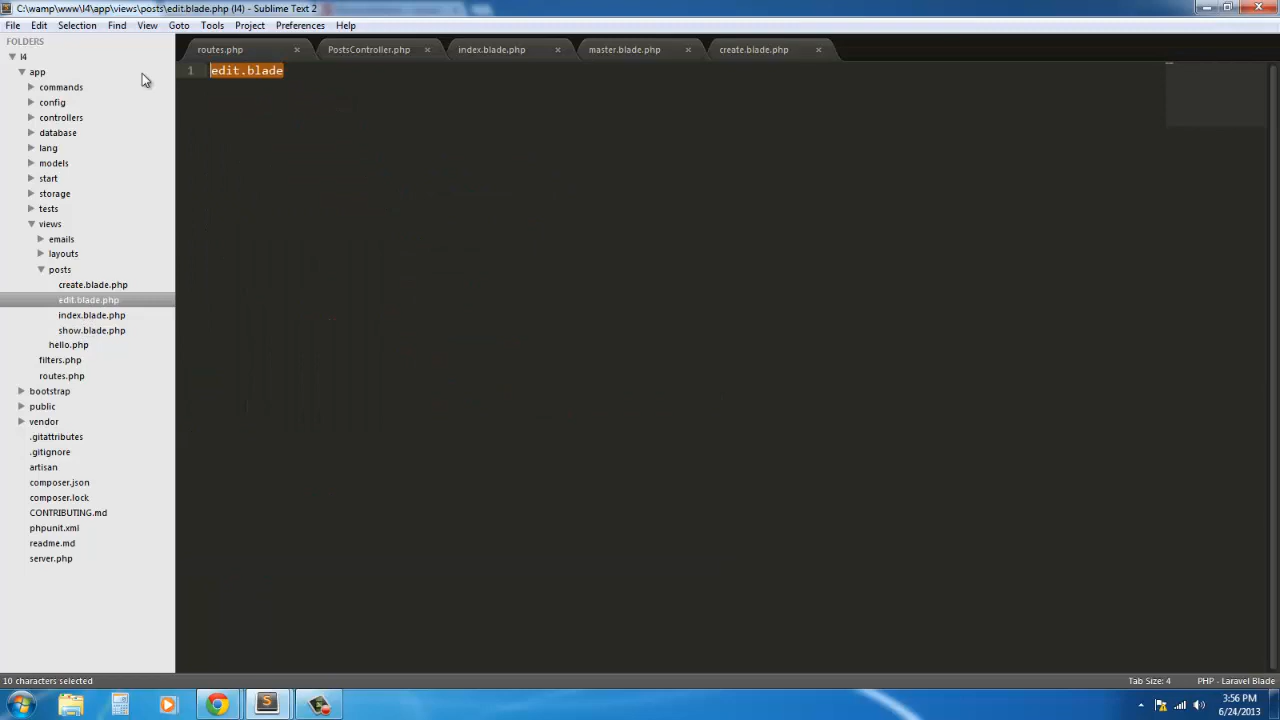 C:\wamp\www\l4\app\views\posts\edit.blade.php (l4) - Sublime Text 2
File Edit Selection Find View Goto Tools Project Preferences Help
FOLDERS
l4
app
commands
config
controllers
database
lang
models
start
storage
tests
views
emails
layouts
posts
create.blade.php
edit.blade.php
index.blade.php
show.blade.php
hello.php
filters.php
routes.php
bootstrap
public
vendor
.gitattributes
.gitignore
artisan
composer.json
composer.lock
CONTRIBUTING.md
phpunit.xml
readme.md
server.php
routes.php PostsController.php index.blade.php master.blade.php create.blade.php
1 edit.blade
10 characters selected Tab Size: 4 PHP - Laravel Blade
3:56 PM
6/24/2013